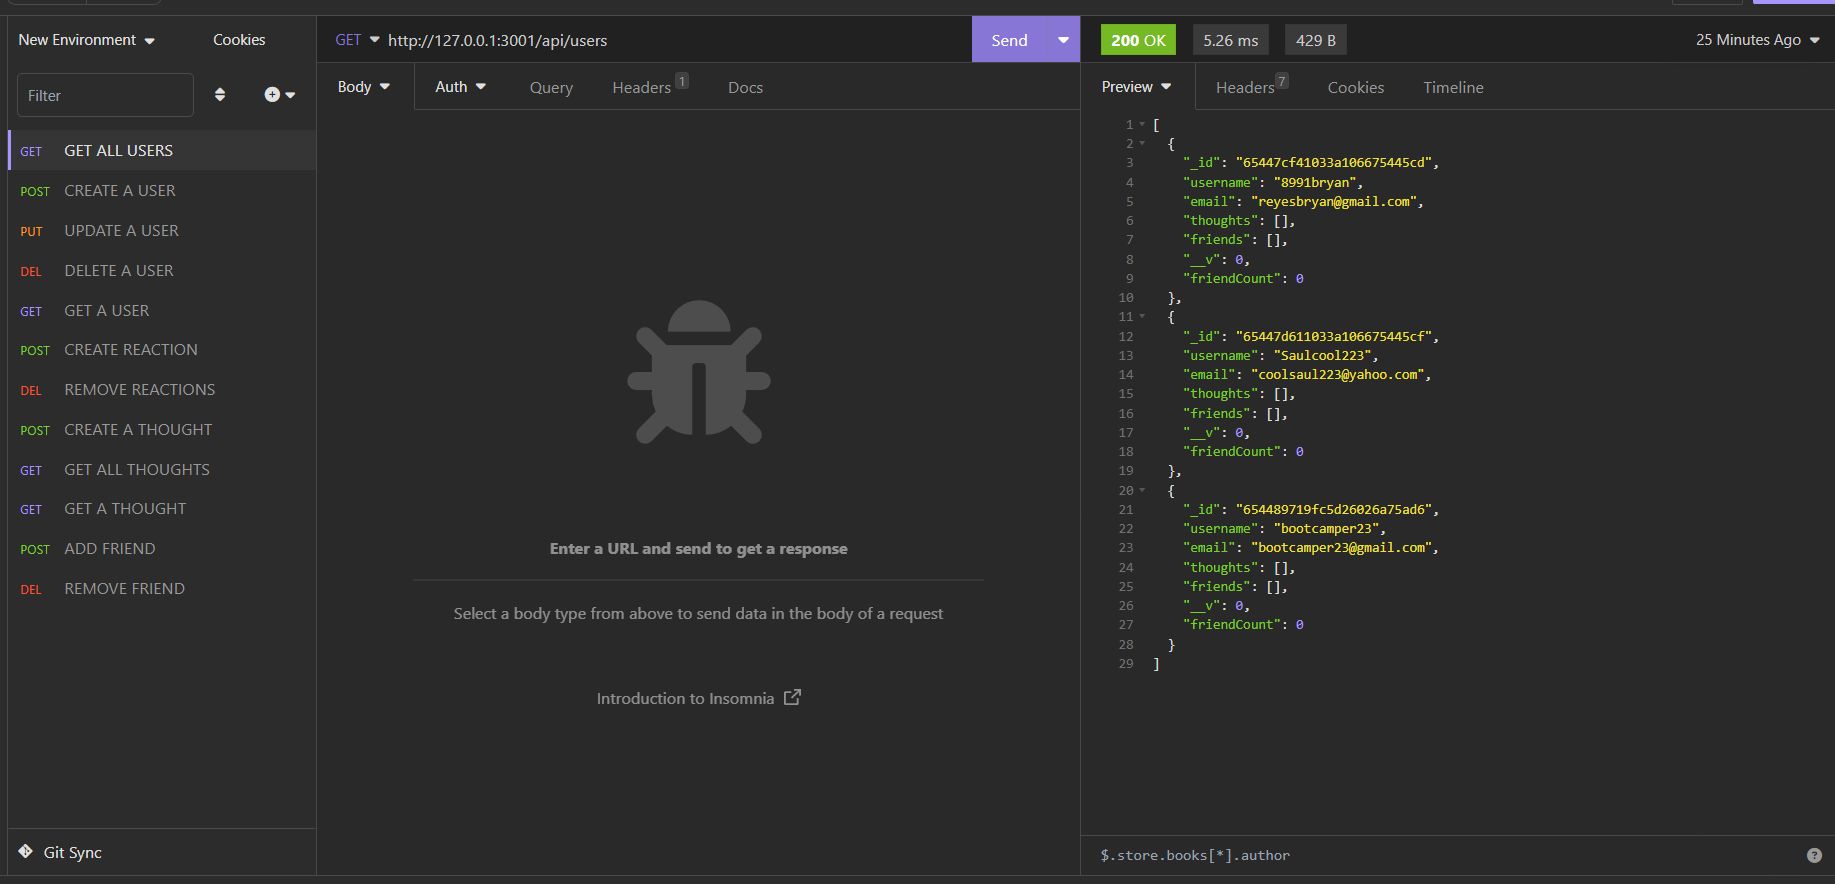 New Environment
Cookies
Filter
GET GET ALL USERS
POST CREATE A USER
PUT UPDATE A USER
DEL DELETE A USER
GET GET A USER
POST CREATE REACTION
DEL REMOVE REACTIONS
POST CREATE A THOUGHT
GET GET ALL THOUGHTS
GET GET A THOUGHT
POST ADD FRIEND
DEL REMOVE FRIEND
Git Sync
GET http://127.0.0.1:3001/api/users
Send
Body Auth Query Headers 1 Docs
Enter a URL and send to get a response
Select a body type from above to send data in the body of a request
Introduction to Insomnia
200 OK 5.26 ms 429 B 25 Minutes Ago
Preview Headers 7 Cookies Timeline
1 [
2 {
3 "_id": "65447cf41033a106675445cd",
4 "username": "8991bryan",
5 "email": "reyesbryan@gmail.com",
6 "thoughts": [],
7 "friends": [],
8 "__v": 0,
9 "friendCount": 0
10 },
11 {
12 "_id": "65447d611033a106675445cf",
13 "username": "Saulcool223",
14 "email": "coolsaul223@yahoo.com",
15 "thoughts": [],
16 "friends": [],
17 "__v": 0,
18 "friendCount": 0
19 },
20 {
21 "_id": "654489719fc5d26026a75ad6",
22 "username": "bootcamper23",
23 "email": "bootcamper23@gmail.com",
24 "thoughts": [],
25 "friends": [],
26 "__v": 0,
27 "friendCount": 0
28 }
29 ]
$.store.books[*].author